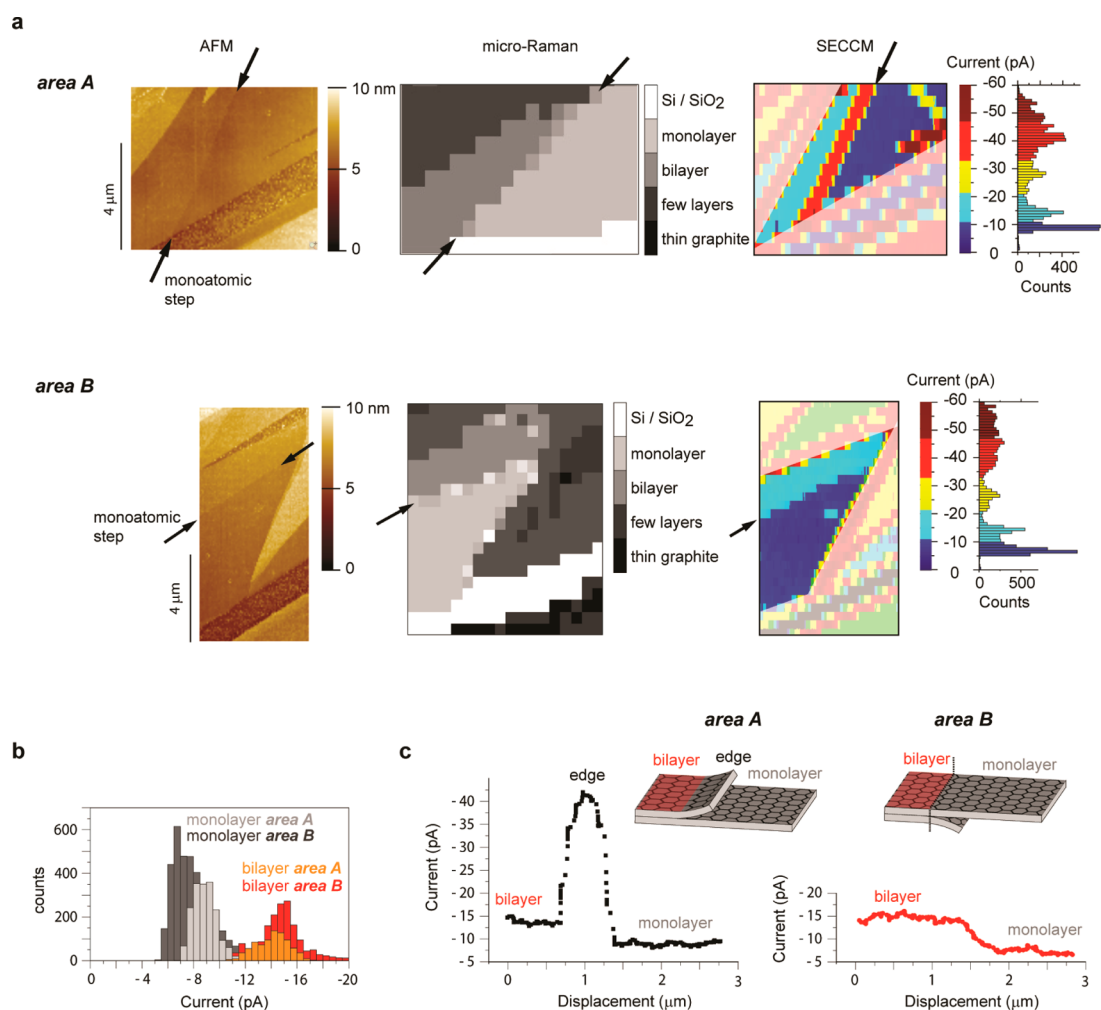 a
AFM
micro-Raman
SECCM
Current (pA)
area A
10 nm
5
0
4 µm
monoatomic
step
Si / SiO2
monolayer
bilayer
few layers
thin graphite
-60
-50
-40
-30
-20
-10
0
0 400
Counts
area B
10 nm
5
0
monoatomic
step
4 µm
Si / SiO2
monolayer
bilayer
few layers
thin graphite
Current (pA)
-60
-50
-40
-30
-20
-10
0
0 500
Counts
b
monolayer area A
monolayer area B
bilayer area A
bilayer area B
600
400
200
0
counts
0 -4 -8 -12 -16 -20
Current (pA)
c
area A
area B
bilayer
edge
monolayer
bilayer
monolayer
edge
- 40
- 35
- 30
- 25
- 20
- 15
- 10
- 5
Current (pA)
bilayer
monolayer
0 1 2 3
Displacement (µm)
- 20
- 15
- 10
- 5
Current (pA)
bilayer
monolayer
0 1 2 3
Displacement (µm)